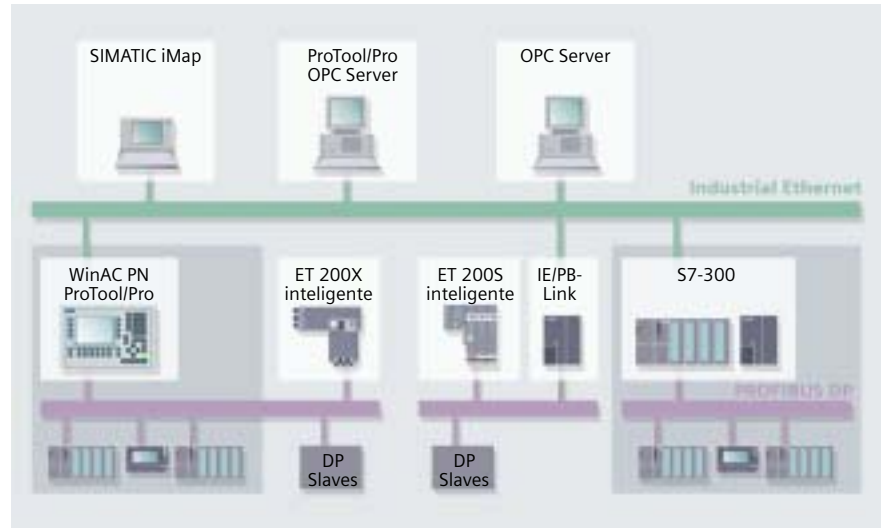 SIMATIC iMap
ProTool/Pro
OPC Server
OPC Server
Industrial Ethernet
WinAC PN
ProTool/Pro
ET 200X
inteligente
ET 200S
inteligente
IE/PB-
Link
S7-300
PROFIBUS DP
DP
Slaves
DP
Slaves